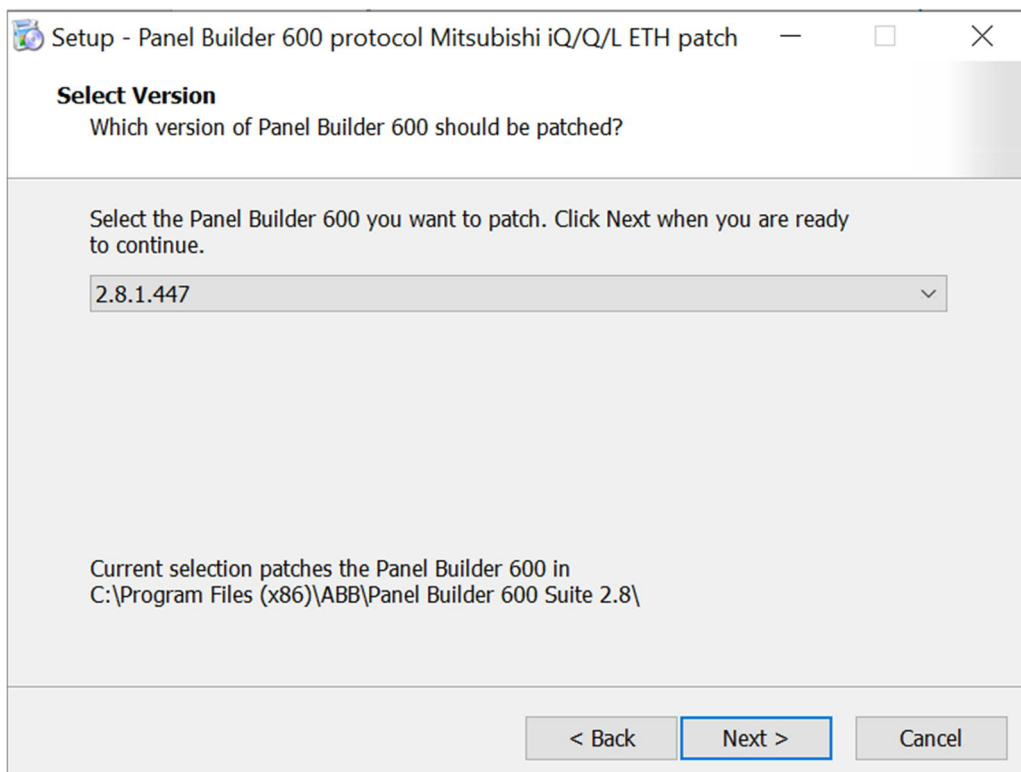 Setup - Panel Builder 600 protocol Mitsubishi iQ/Q/L ETH patch
Select Version
Which version of Panel Builder 600 should be patched?
Select the Panel Builder 600 you want to patch. Click Next when you are ready
to continue.
2.8.1.447
Current selection patches the Panel Builder 600 in
C:\Program Files (x86)\ABB\Panel Builder 600 Suite 2.8\
< Back
Next >
Cancel